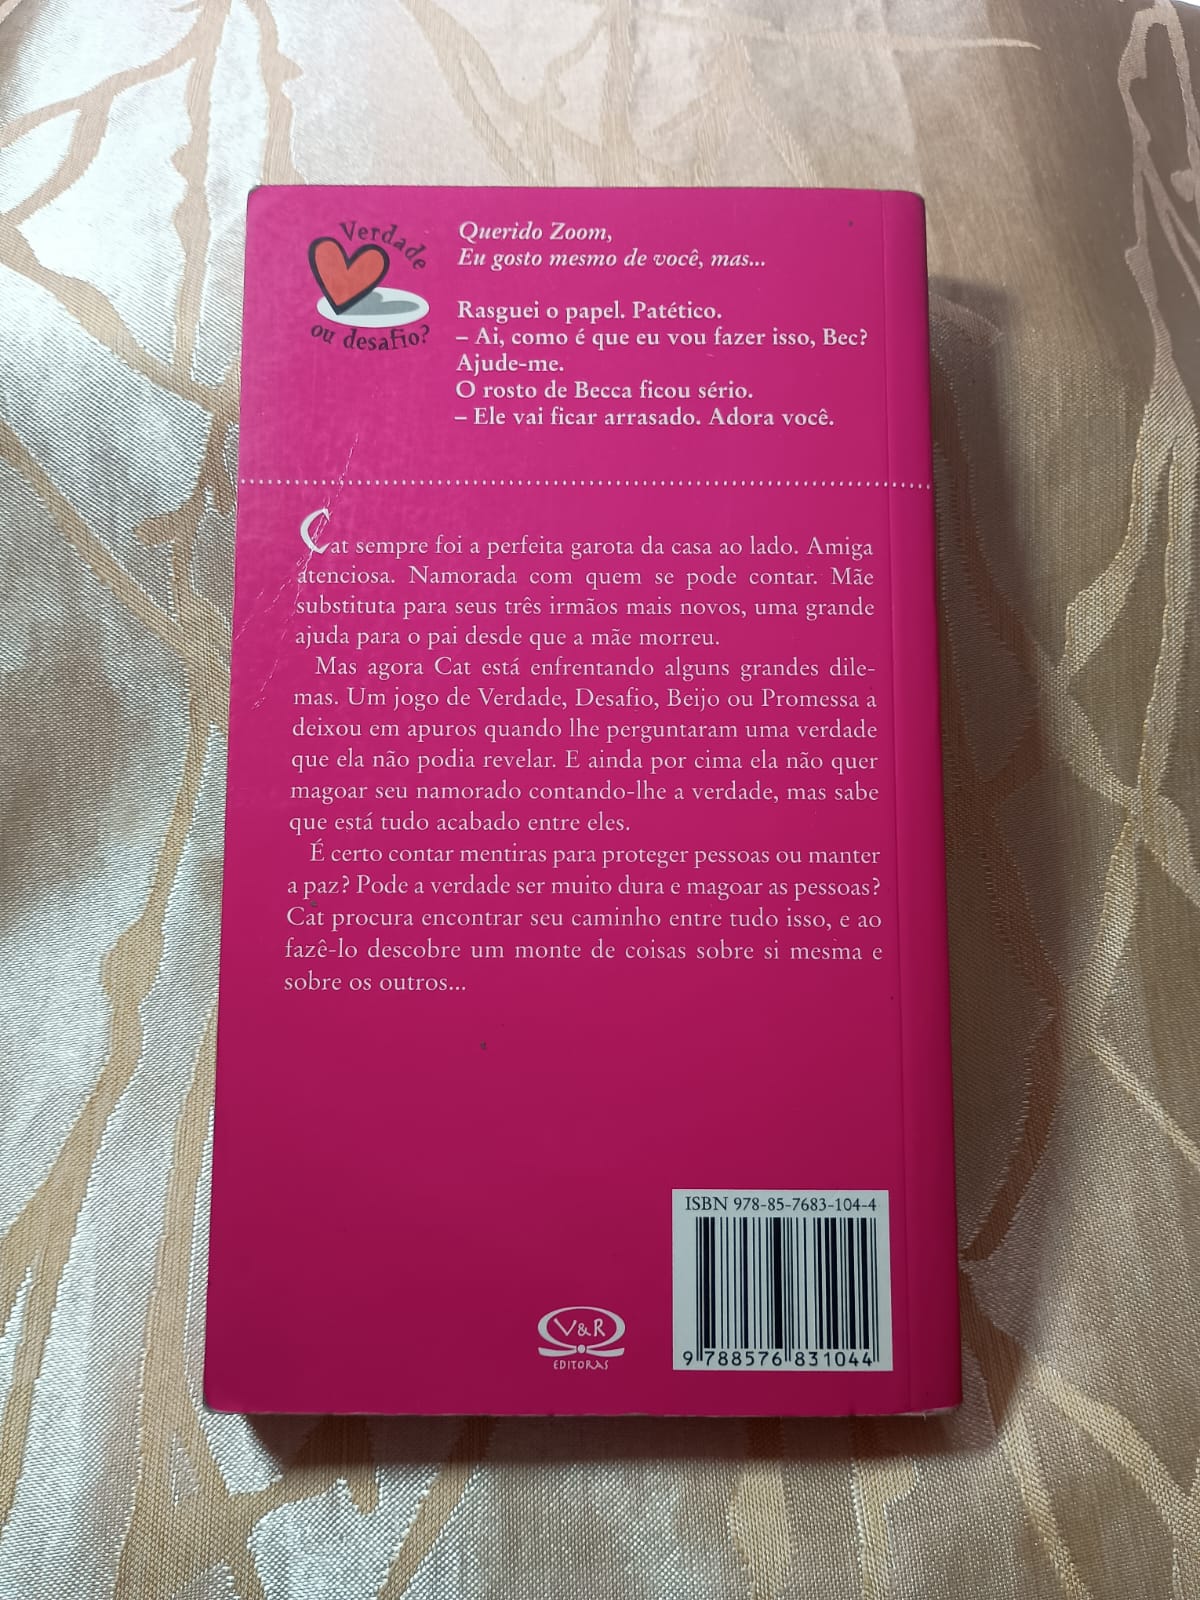 Verdade
ou desafio?
Querido Zoom,
Eu gosto mesmo de você, mas...
Rasguei o papel. Patético.
– Ai, como é que eu vou fazer isso, Bec?
Ajude-me.
O rosto de Becca ficou sério.
– Ele vai ficar arrasado. Adora você.
Cat sempre foi a perfeita garota da casa ao lado. Amiga
atenciosa. Namorada com quem se pode contar. Mãe
substituta para seus três irmãos mais novos, uma grande
ajuda para o pai desde que a mãe morreu.
Mas agora Cat está enfrentando alguns grandes dile-
mas. Um jogo de Verdade, Desafio, Beijo ou Promessa a
deixou em apuros quando lhe perguntaram uma verdade
que ela não podia revelar. E ainda por cima ela não quer
magoar seu namorado contando-lhe a verdade, mas sabe
que está tudo acabado entre eles.
É certo contar mentiras para proteger pessoas ou manter
a paz? Pode a verdade ser muito dura e magoar as pessoas?
Cat procura encontrar seu caminho entre tudo isso, e ao
fazê-lo descobre um monte de coisas sobre si mesma e
sobre os outros...
ISBN 978-85-7683-104-4
9 788576 831044
V&R
EDITORAS